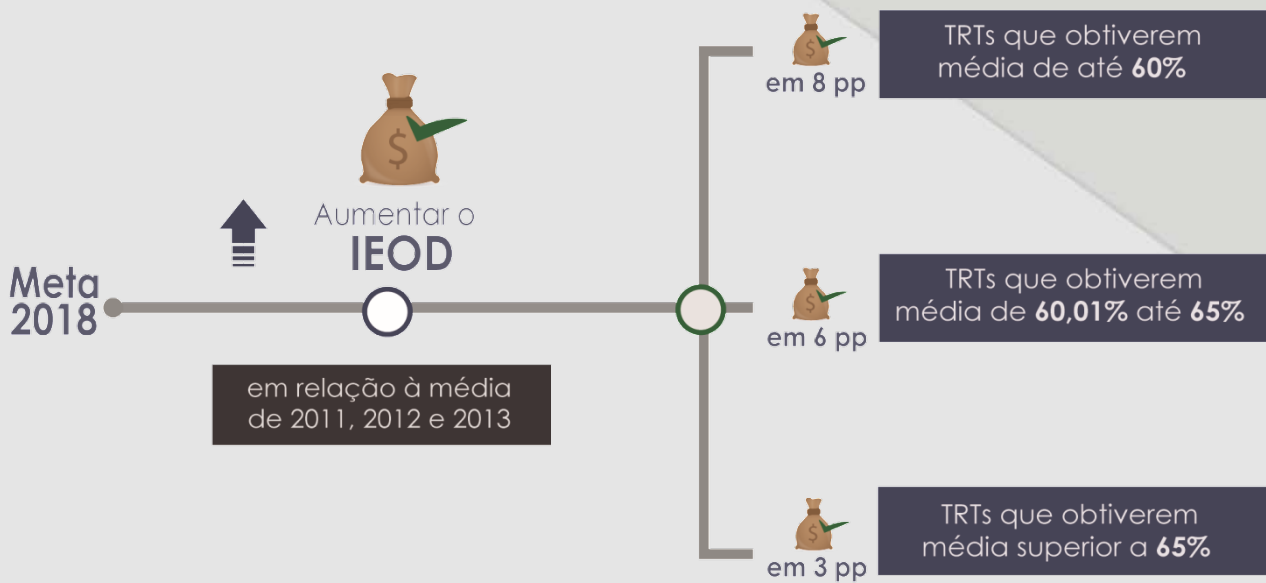 Meta
2018
Aumentar o
IEOD
em relação à média
de 2011, 2012 e 2013
$
em 8 pp
TRTs que obtiverem
média de até 60%
em 6 pp
TRTs que obtiverem
média de 60,01% até 65%
em 3 pp
TRTs que obtiverem
média superior a 65%